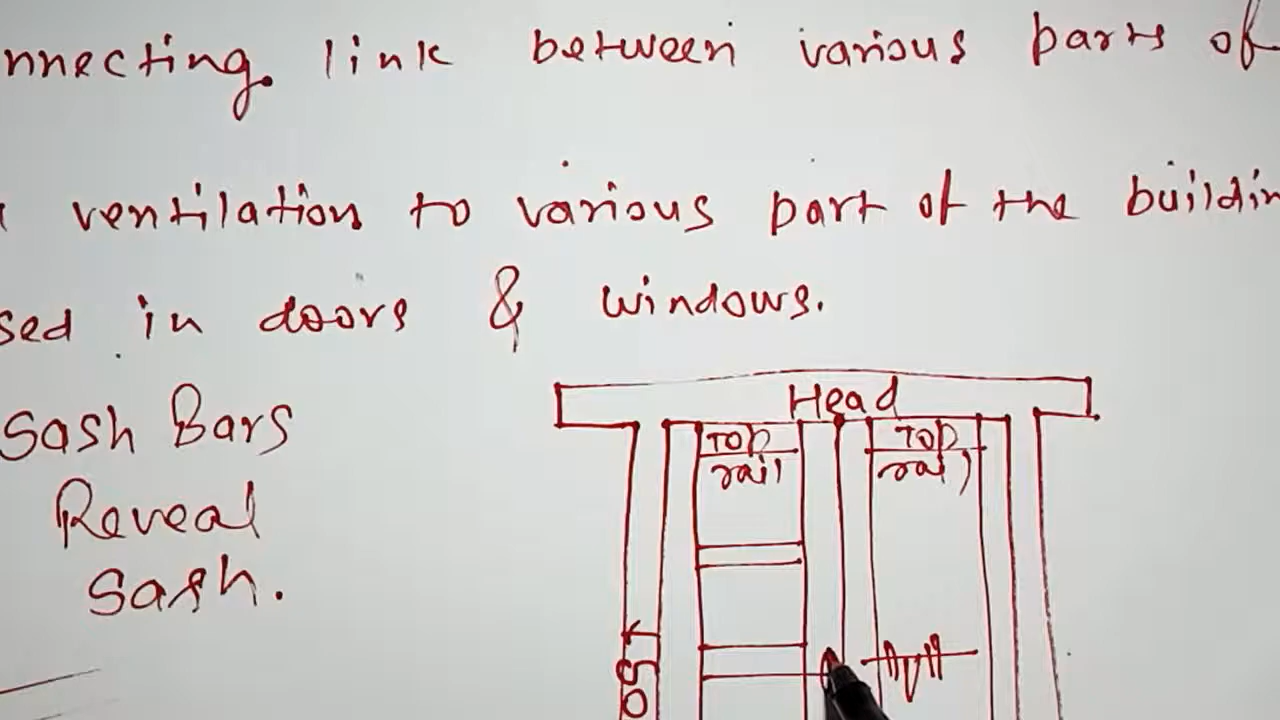 nnecting link between various parts of
ventilation to various part of the buildin
sed in doors & windows.
Sash Bars
Reveal
Sash.
Head
TOP rail
TOP rail